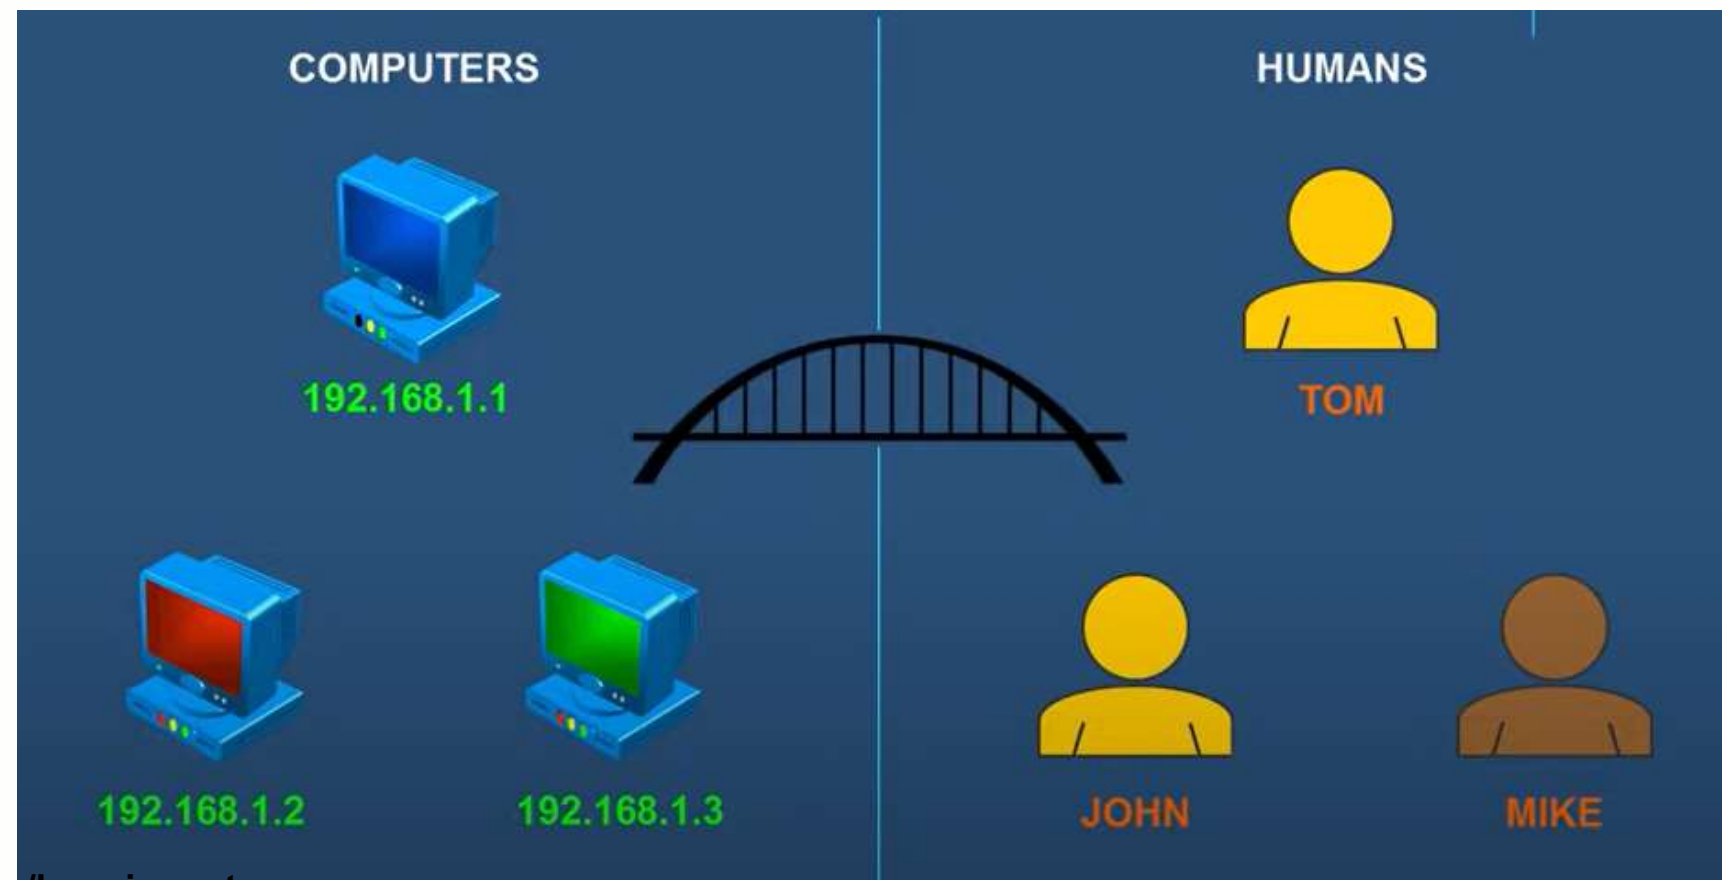 COMPUTERS
HUMANS
192.168.1.1
TOM
192.168.1.2
192.168.1.3
JOHN
MIKE